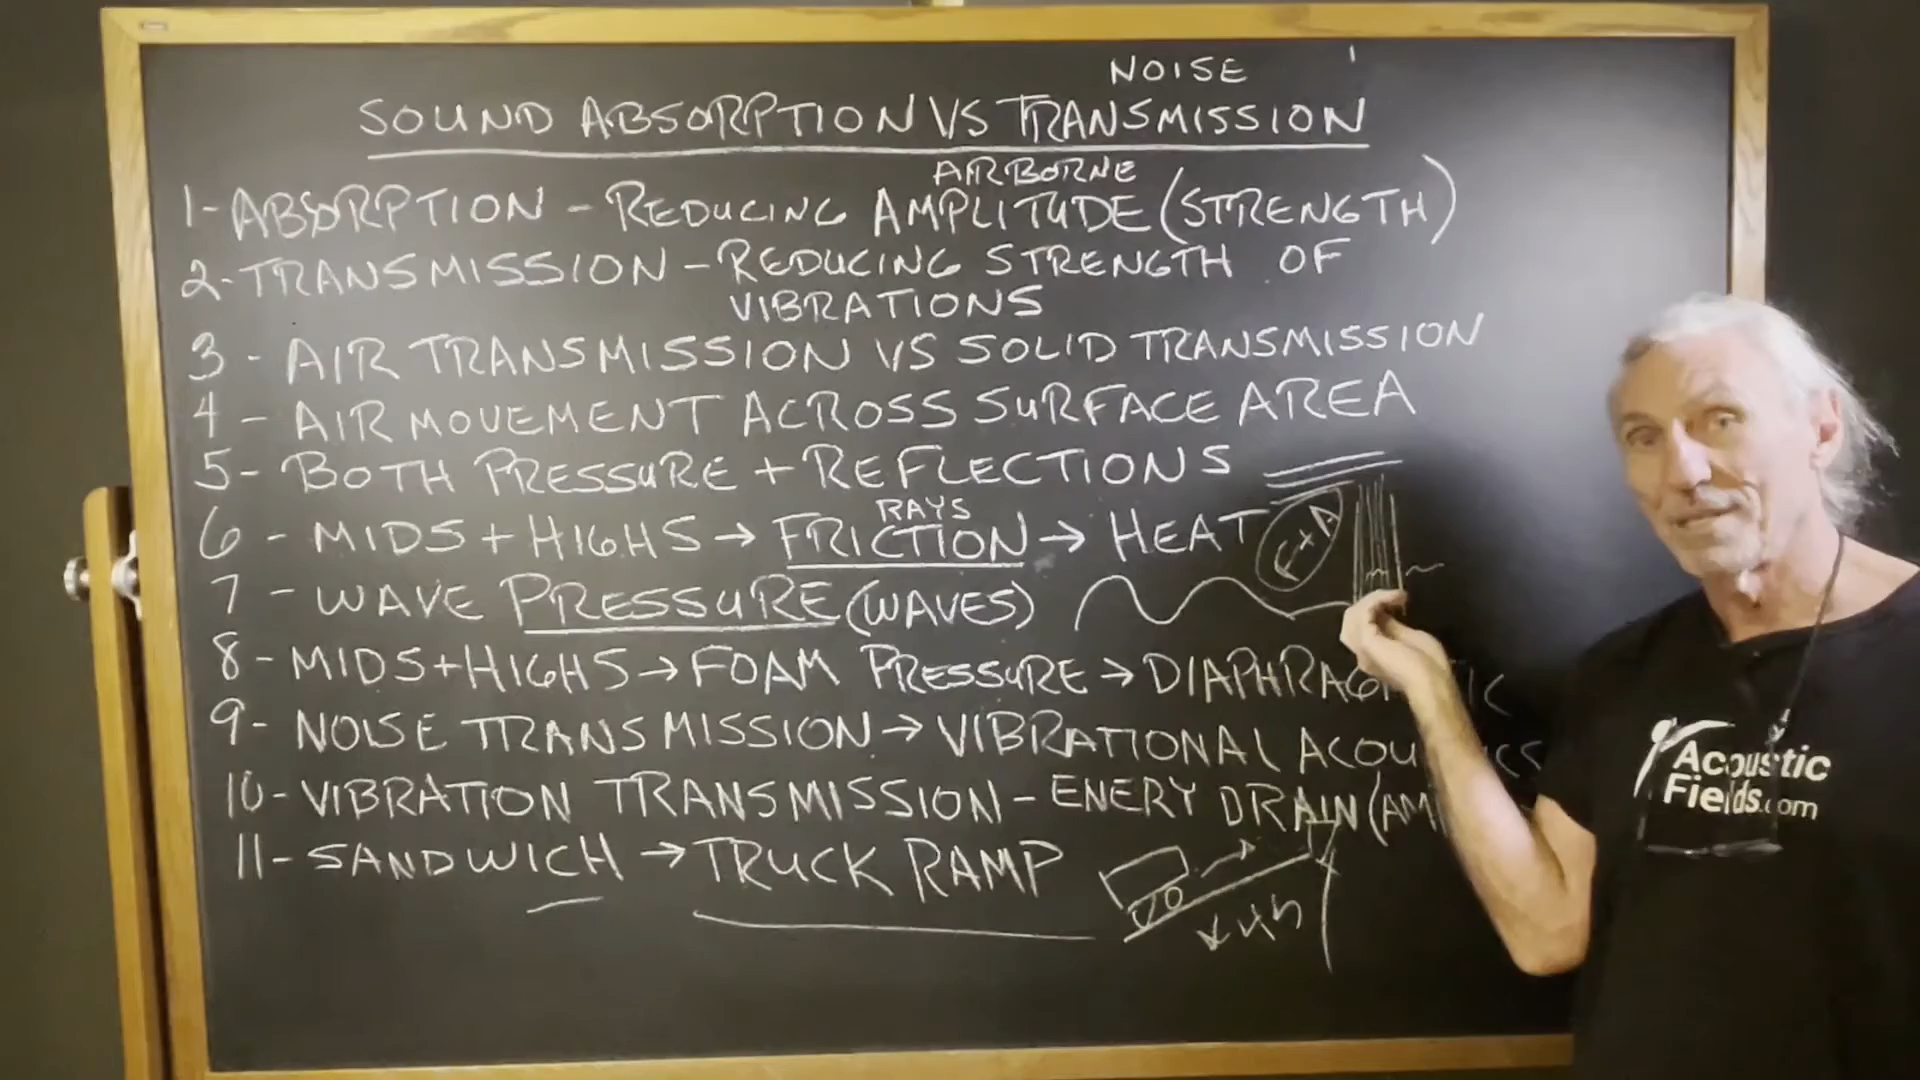 NOISE
SOUND ABSORPTION VS TRANSMISSION
AIRBORNE
1- ABSORPTION - REDUCING AMPLITUDE (STRENGTH)
2- TRANSMISSION - REDUCING STRENGTH OF
VIBRATIONS
3 - AIR TRANSMISSION VS SOLID TRANSMISSION
4 - AIR MOVEMENT ACROSS SURFACE AREA
5 - BOTH PRESSURE + REFLECTIONS
RAYS
6 - MIDS + HIGHS → FRICTION → HEAT
F+A
7 - WAVE PRESSURE (WAVES)
8 - MIDS+HIGHS → FOAM PRESSURE → DIAPHRAG TIC
9 - NOISE TRANSMISSION → VIBRATIONAL ACOU ICS
10 - VIBRATION TRANSMISSION - ENERY DRAIN (AM
11 - SANDWICH → TRUCK RAMP
Acoustic
Fields.com